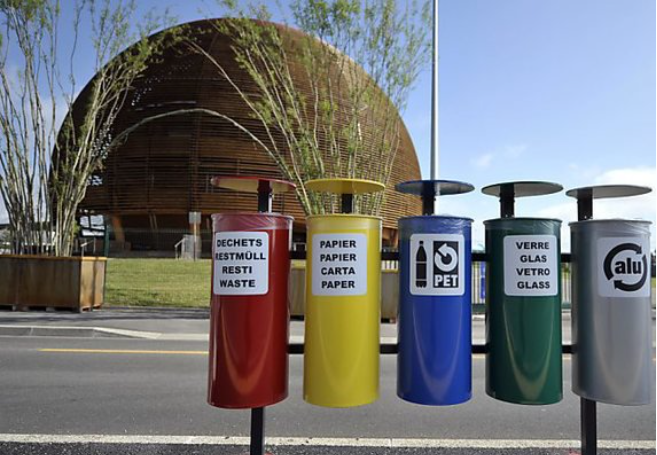 DECHETS
RESTMÜLL
RESTI
WASTE
PAPIER
PAPIER
CARTA
PAPER
PET
VERRE
GLAS
VETRO
GLASS
alu